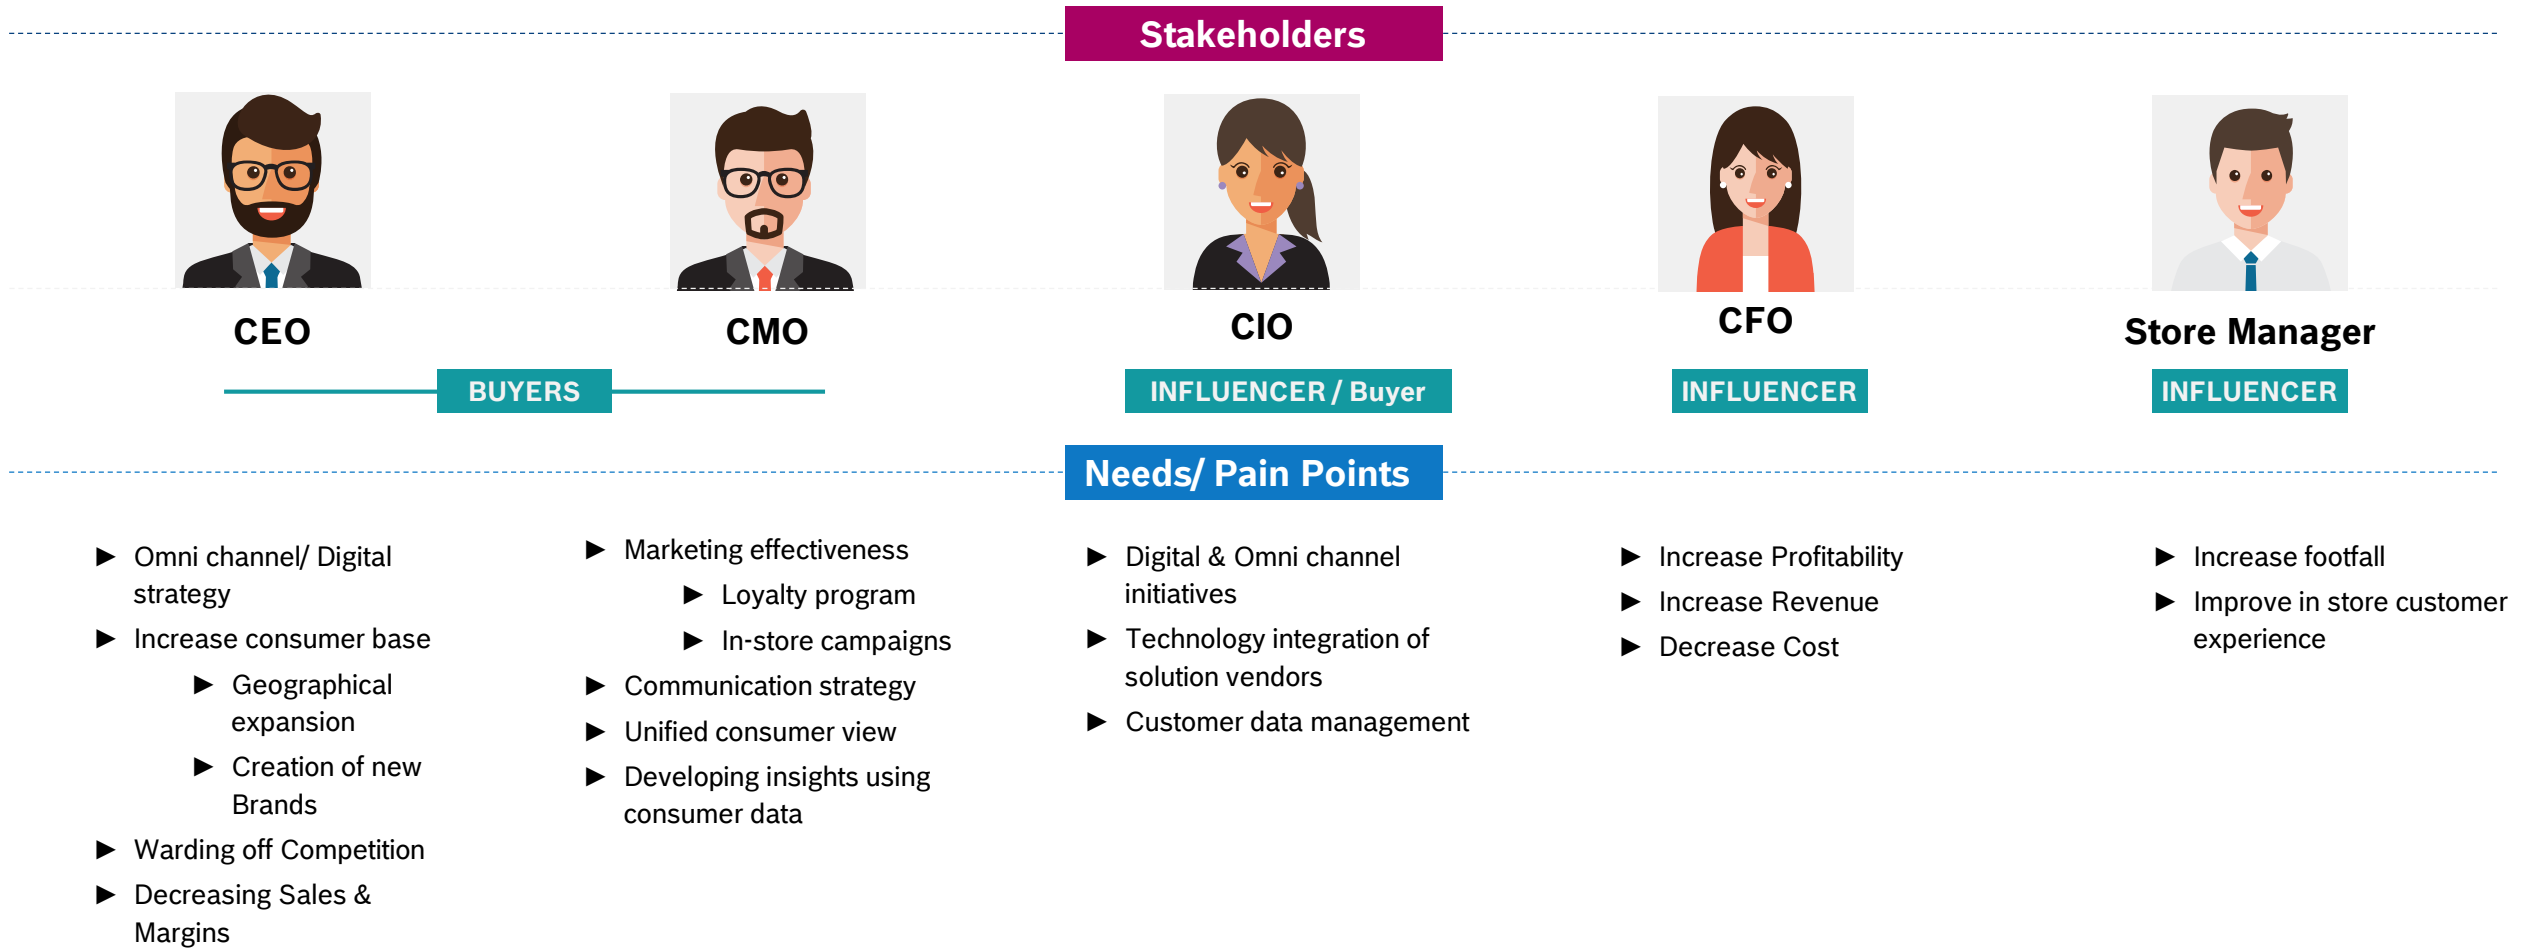 Stakeholders
CEO
CMO
CIO
CFO
Store Manager
BUYERS
INFLUENCER / Buyer
INFLUENCER
INFLUENCER
Needs/ Pain Points
► Omni channel/ Digital
strategy
► Increase consumer base
► Geographical
expansion
► Creation of new
Brands
► Warding off Competition
► Decreasing Sales &
Margins
► Marketing effectiveness
► Loyalty program
► In-store campaigns
► Communication strategy
► Unified consumer view
► Developing insights using
consumer data
► Digital & Omni channel
initiatives
► Technology integration of
solution vendors
► Customer data management
► Increase Profitability
► Increase Revenue
► Decrease Cost
► Increase footfall
► Improve in store customer
experience